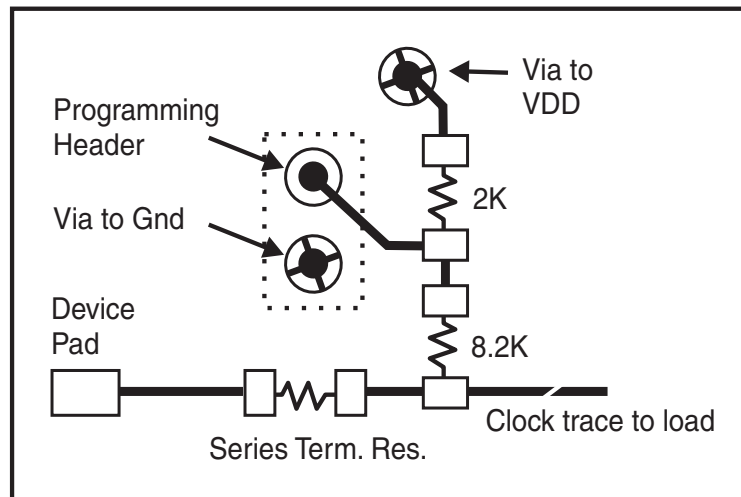 Via to
VDD
Programming
Header
2K
Via to Gnd
Device
Pad
8.2K
Clock trace to load
Series Term. Res.